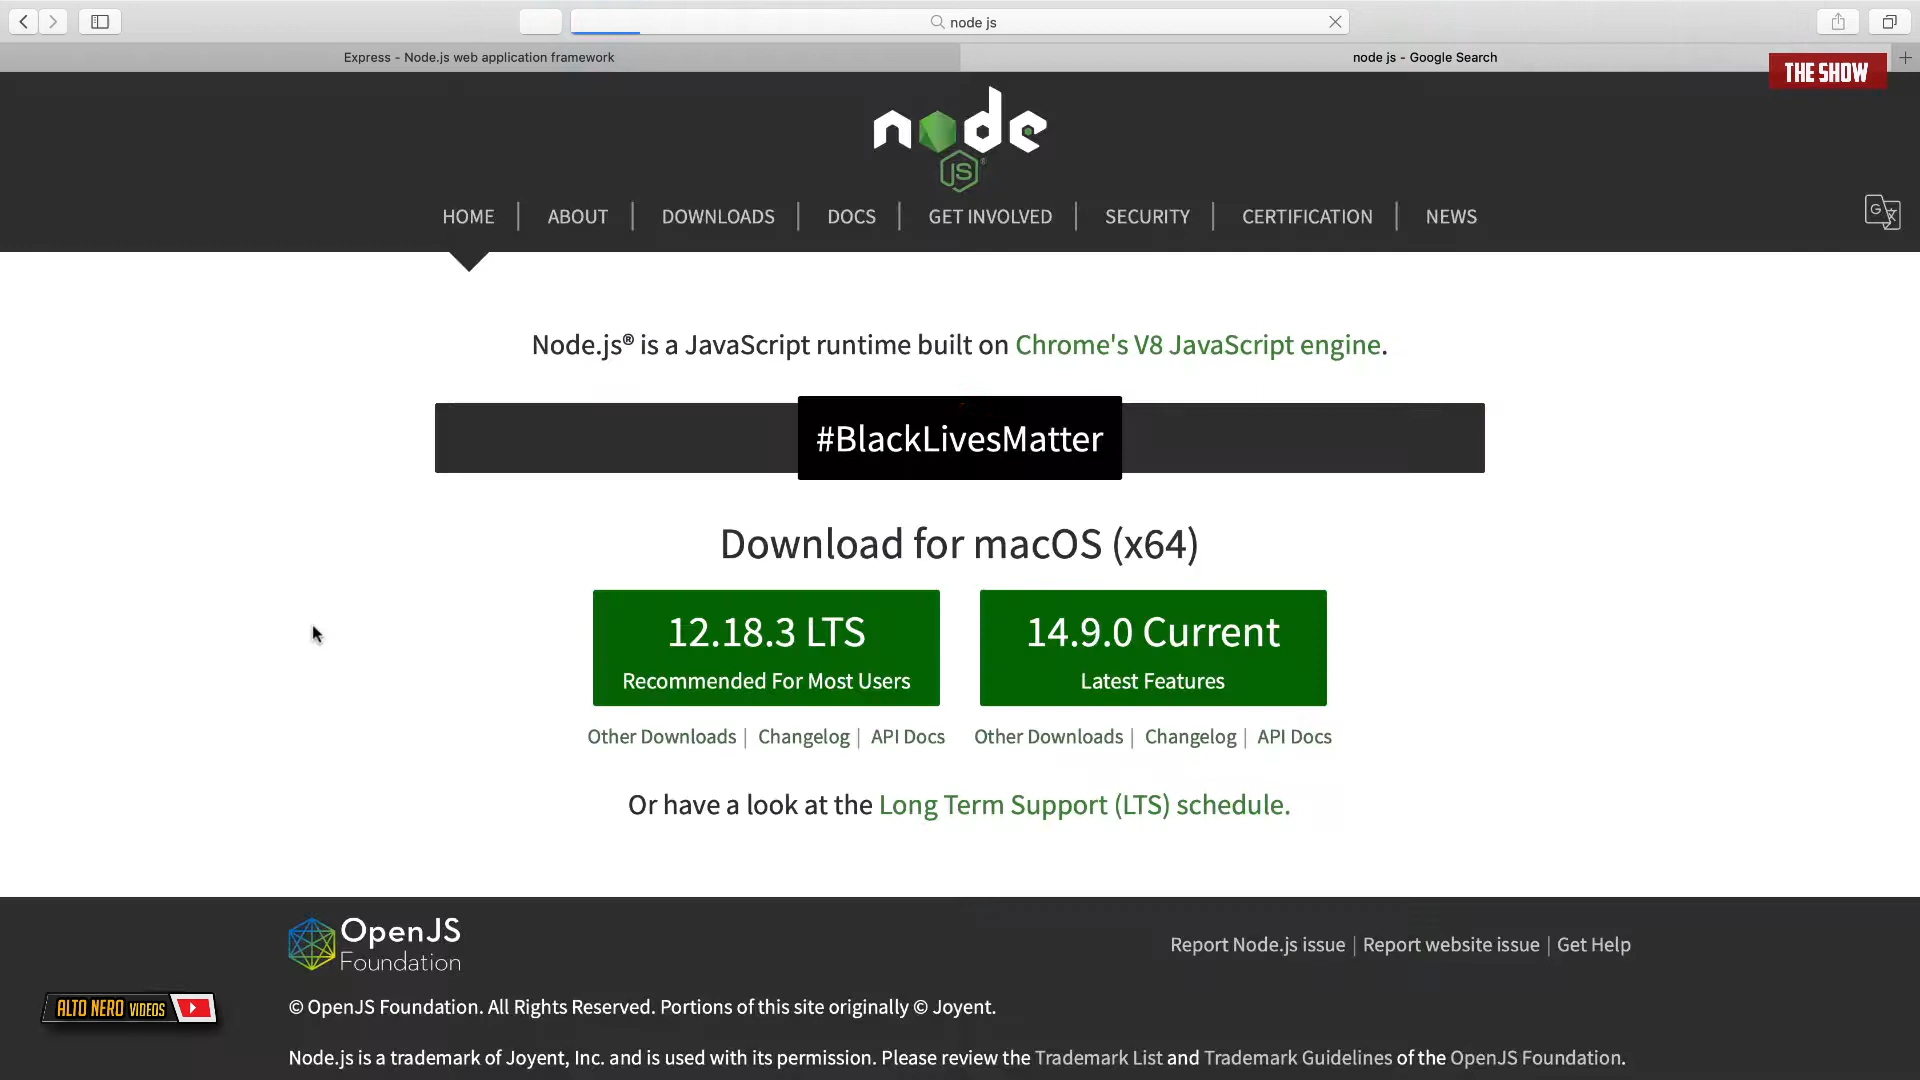 node js
Express - Node.js web application framework
node js - Google Search
THE SHOW
node
JS
HOME
ABOUT
DOWNLOADS
DOCS
GET INVOLVED
SECURITY
CERTIFICATION
NEWS
Node.js® is a JavaScript runtime built on Chrome's V8 JavaScript engine.
#BlackLivesMatter
Download for macOS (x64)
12.18.3 LTS
Recommended For Most Users
14.9.0 Current
Latest Features
Other Downloads | Changelog | API Docs
Other Downloads | Changelog | API Docs
Or have a look at the Long Term Support (LTS) schedule.
OpenJS
Foundation
Report Node.js issue | Report website issue | Get Help
ALTO NERO VIDEOS
© OpenJS Foundation. All Rights Reserved. Portions of this site originally © Joyent.
Node.js is a trademark of Joyent, Inc. and is used with its permission. Please review the Trademark List and Trademark Guidelines of the OpenJS Foundation.